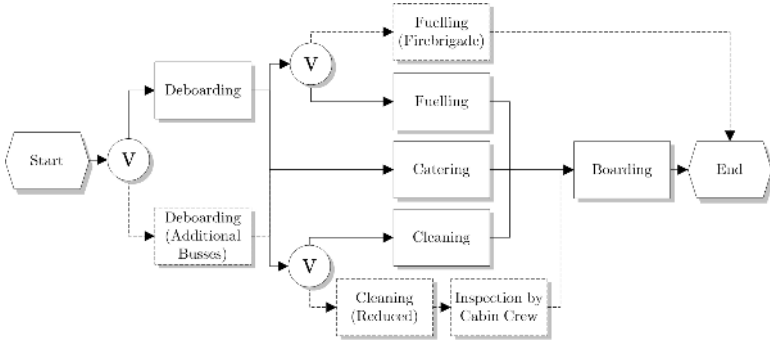 Fuelling
(Firebrigade)
V
Deboarding
Fuelling
Start
V
Catering
Boarding
End
Deboarding
(Additional
Busses)
Cleaning
V
Cleaning
(Reduced)
Inspection by
Cabin Crew